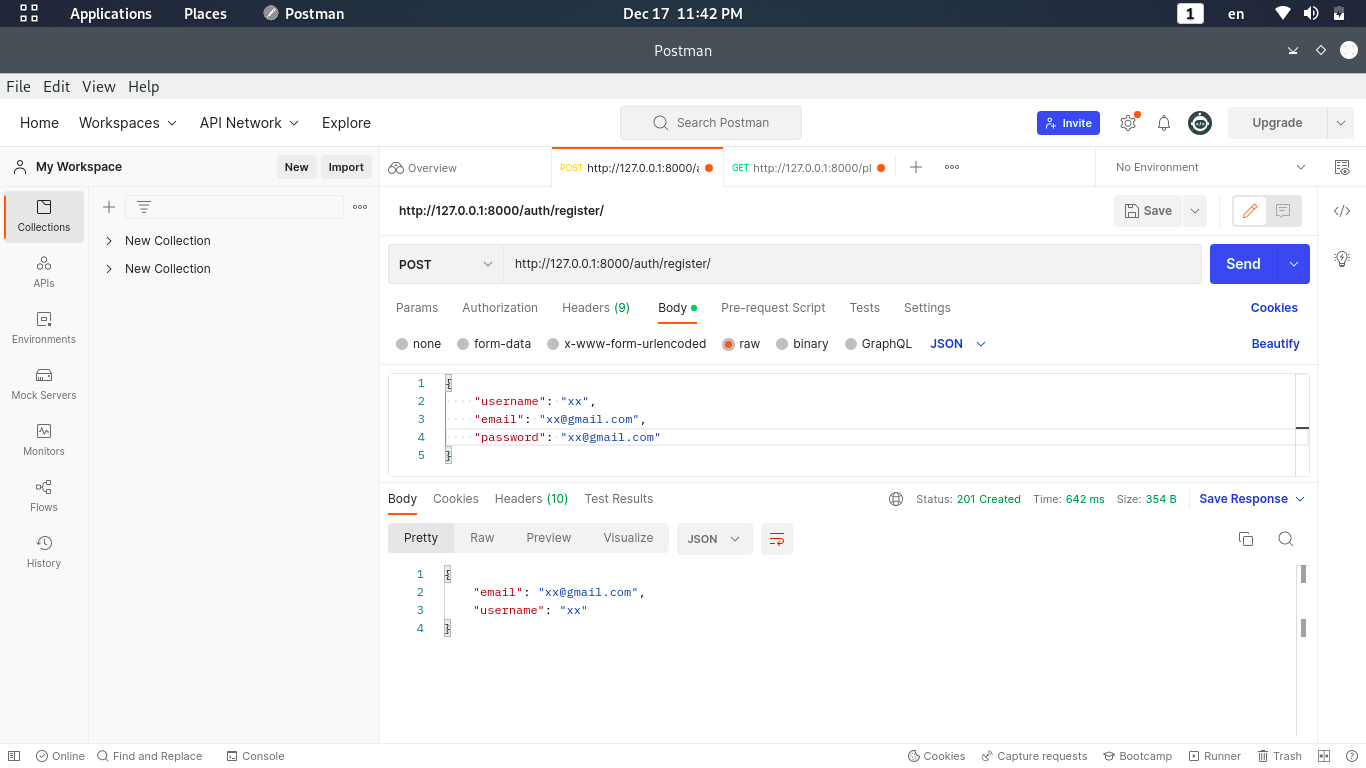 Applications Places Postman Dec 17 11:42 PM 1 en
Postman
File Edit View Help
Home Workspaces API Network Explore Search Postman Invite Upgrade
My Workspace New Import Overview POST http://127.0.0.1:8000/a GET http://127.0.0.1:8000/pl No Environment
http://127.0.0.1:8000/auth/register/ Save
Collections
New Collection
New Collection
APIs
Environments
Mock Servers
Monitors
Flows
History
POST http://127.0.0.1:8000/auth/register/ Send
Params Authorization Headers (9) Body Pre-request Script Tests Settings Cookies
none form-data x-www-form-urlencoded raw binary GraphQL JSON Beautify
1 {
2 "username": "xx",
3 "email": "xx@gmail.com",
4 "password": "xx@gmail.com"
5 }
Body Cookies Headers (10) Test Results Status: 201 Created Time: 642 ms Size: 354 B Save Response
Pretty Raw Preview Visualize JSON
1 {
2 "email": "xx@gmail.com",
3 "username": "xx"
4 }
Online Find and Replace Console Cookies Capture requests Bootcamp Runner Trash